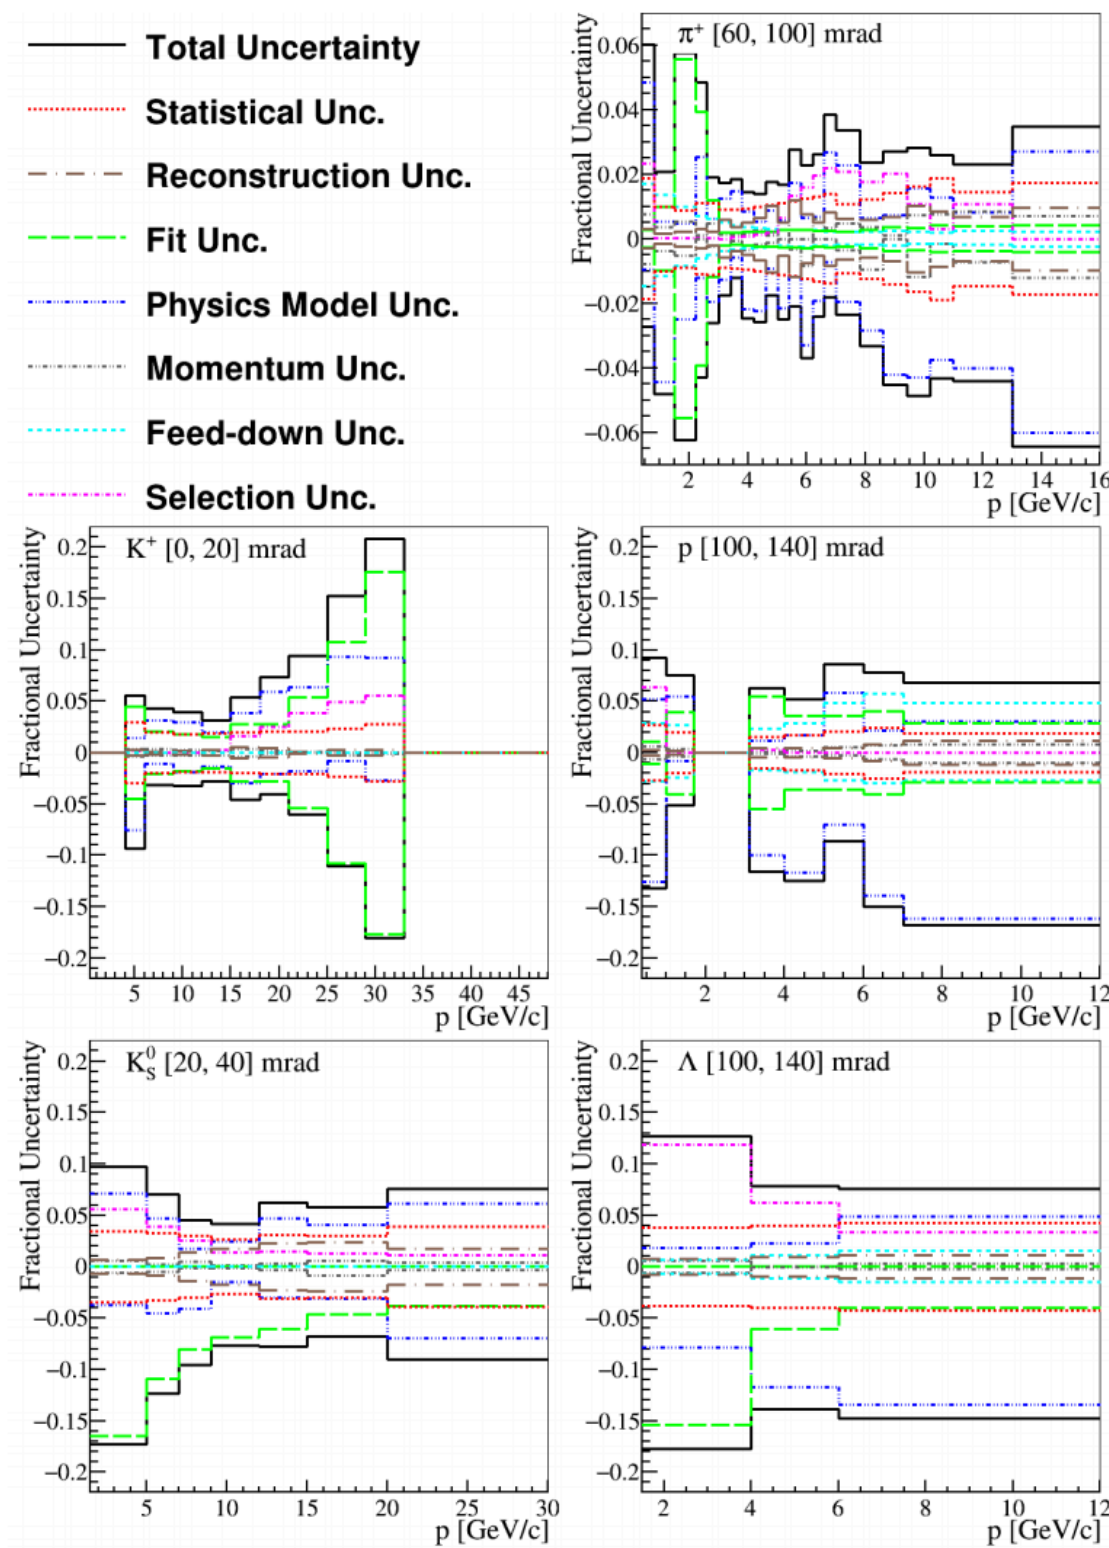 Total Uncertainty
Statistical Unc.
Reconstruction Unc.
Fit Unc.
Physics Model Unc.
Momentum Unc.
Feed-down Unc.
Selection Unc.
π⁺ [60, 100] mrad
Fractional Uncertainty
0.06
0.04
0.02
0
−0.02
−0.04
−0.06
2 4 6 8 10 12 14 16
p [GeV/c]
K⁺ [0, 20] mrad
Fractional Uncertainty
0.2
0.15
0.1
0.05
0
−0.05
−0.1
−0.15
−0.2
5 10 15 20 25 30 35 40 45
p [GeV/c]
p [100, 140] mrad
Fractional Uncertainty
0.2
0.15
0.1
0.05
0
−0.05
−0.1
−0.15
−0.2
2 4 6 8 10 12
p [GeV/c]
K⁰S [20, 40] mrad
Fractional Uncertainty
0.2
0.15
0.1
0.05
0
−0.05
−0.1
−0.15
−0.2
5 10 15 20 25 30
p [GeV/c]
Λ [100, 140] mrad
Fractional Uncertainty
0.2
0.15
0.1
0.05
0
−0.05
−0.1
−0.15
−0.2
2 4 6 8 10 12
p [GeV/c]